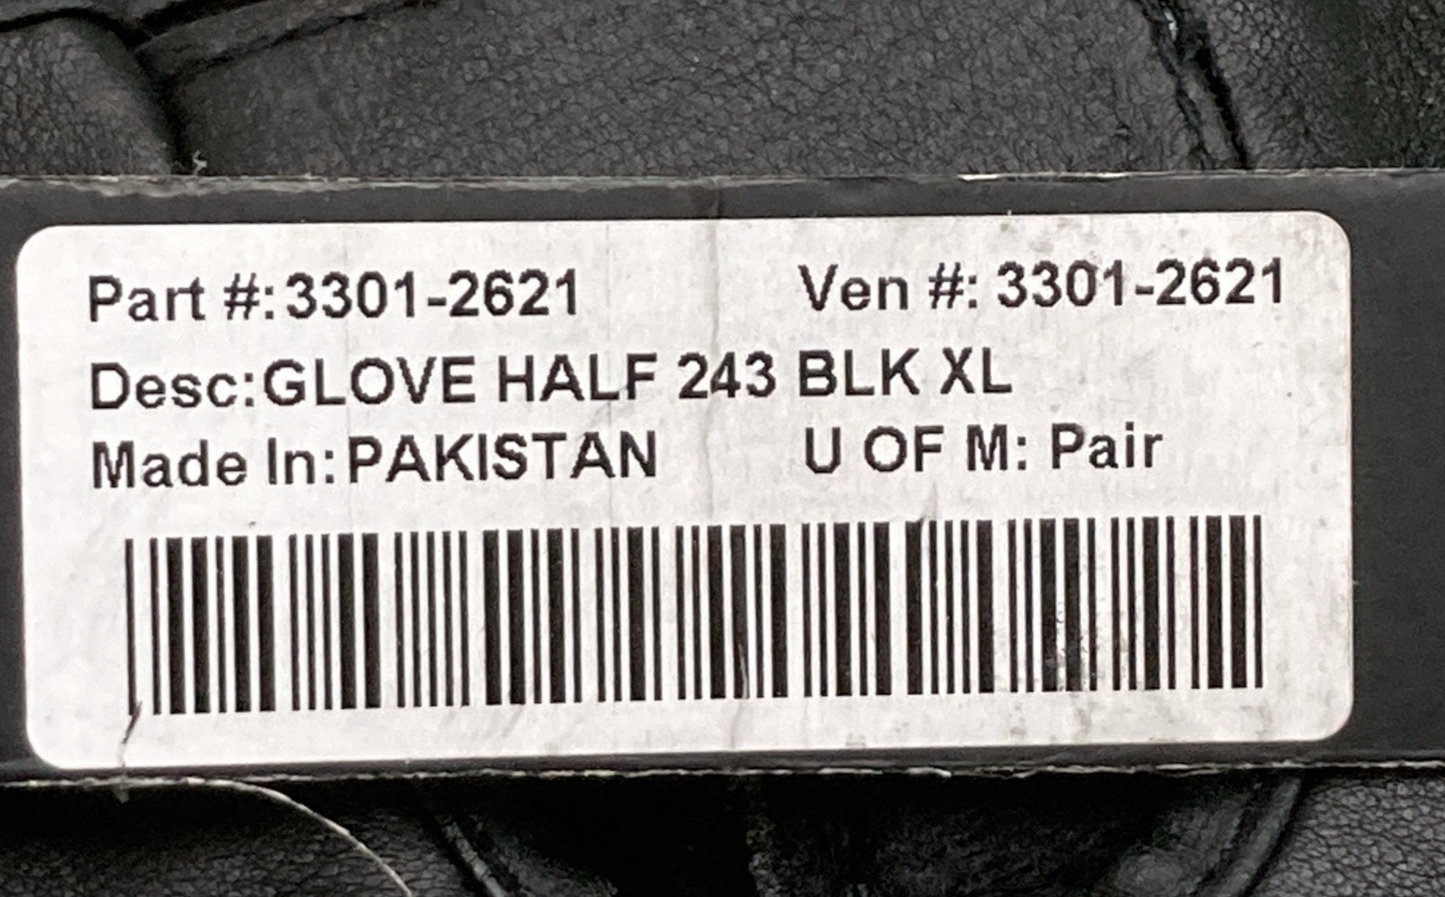 Part #:3301-2621 Ven #: 3301-2621
Desc:GLOVE HALF 243 BLK XL
Made In:PAKISTAN U OF M: Pair